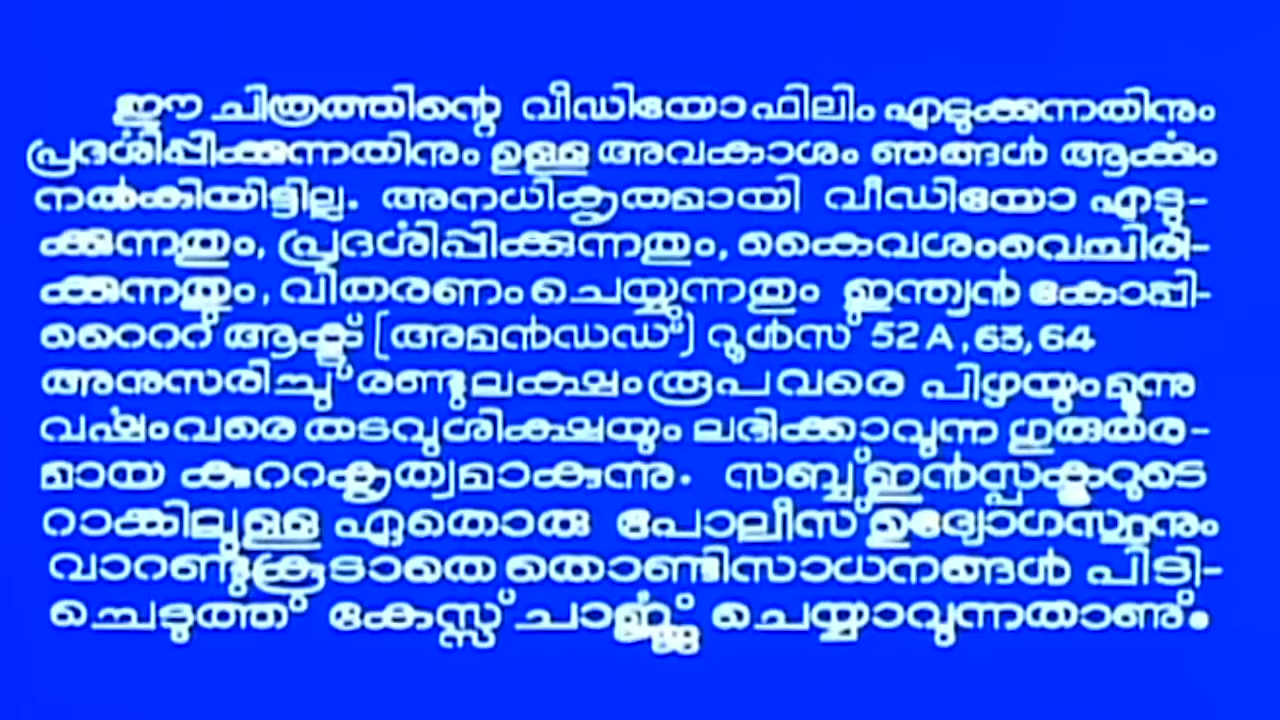 ഈ ചിത്രത്തിന്റെ വീഡിയോ ഫിലിം എടുക്കുന്നതിനും
പ്രദർശിപ്പിക്കുന്നതിനും ഉള്ള അവകാശം ഞങ്ങൾ ആർക്കും
നൽകിയിട്ടില്ല. അനധികൃതമായി വീഡിയോ എടു-
ക്കുന്നതും, പ്രദർശിപ്പിക്കുന്നതും, കൈവശംവെച്ചിരി-
ക്കുന്നതും, വിതരണം ചെയ്യുന്നതും ഇന്ത്യൻ കോപ്പി-
റൈററ് ആക്ട് (അമൻഡഡ്) റൂൾസ് 52A, 63, 64
അനുസരിച്ച് രണ്ടുലക്ഷം രൂപ വരെ പിഴയും മൂന്നു
വർഷം വരെ തടവുശിക്ഷയും ലഭിക്കാവുന്ന ഗുരുതര-
മായ കുററകൃത്യമാകുന്നു. സബ്ബ് ഇൻസ്പക്ടറുടെ
റാങ്കിലുള്ള ഏതൊരു പോലീസ് ഉദ്യോഗസ്ഥനും
വാറണ്ടുകൂടാതെ തൊണ്ടിസാധനങ്ങൾ പിടി-
ച്ചെടുത്ത് കേസ്സ് ചാർജ്ജ് ചെയ്യാവുന്നതാണ്.